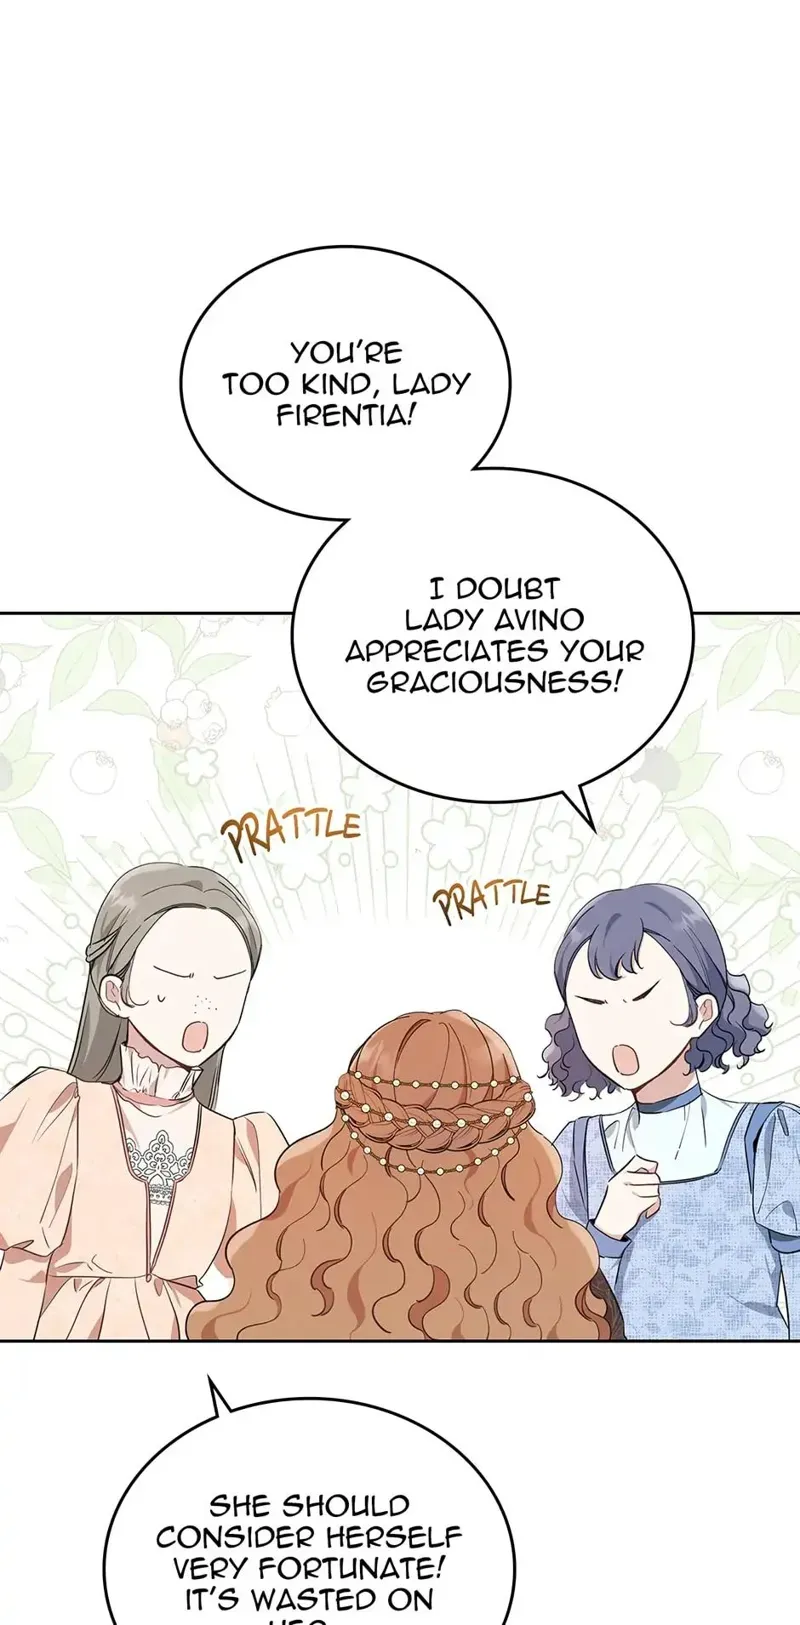 YOU'RE
TOO KIND, LADY
FIRENTIA!
I DOUBT
LADY AVINO
APPRECIATES YOUR
GRACIOUSNESS!
PRATTLE
PRATTLE
SHE SHOULD
CONSIDER HERSELF
VERY FORTUNATE!
IT'S WASTED ON